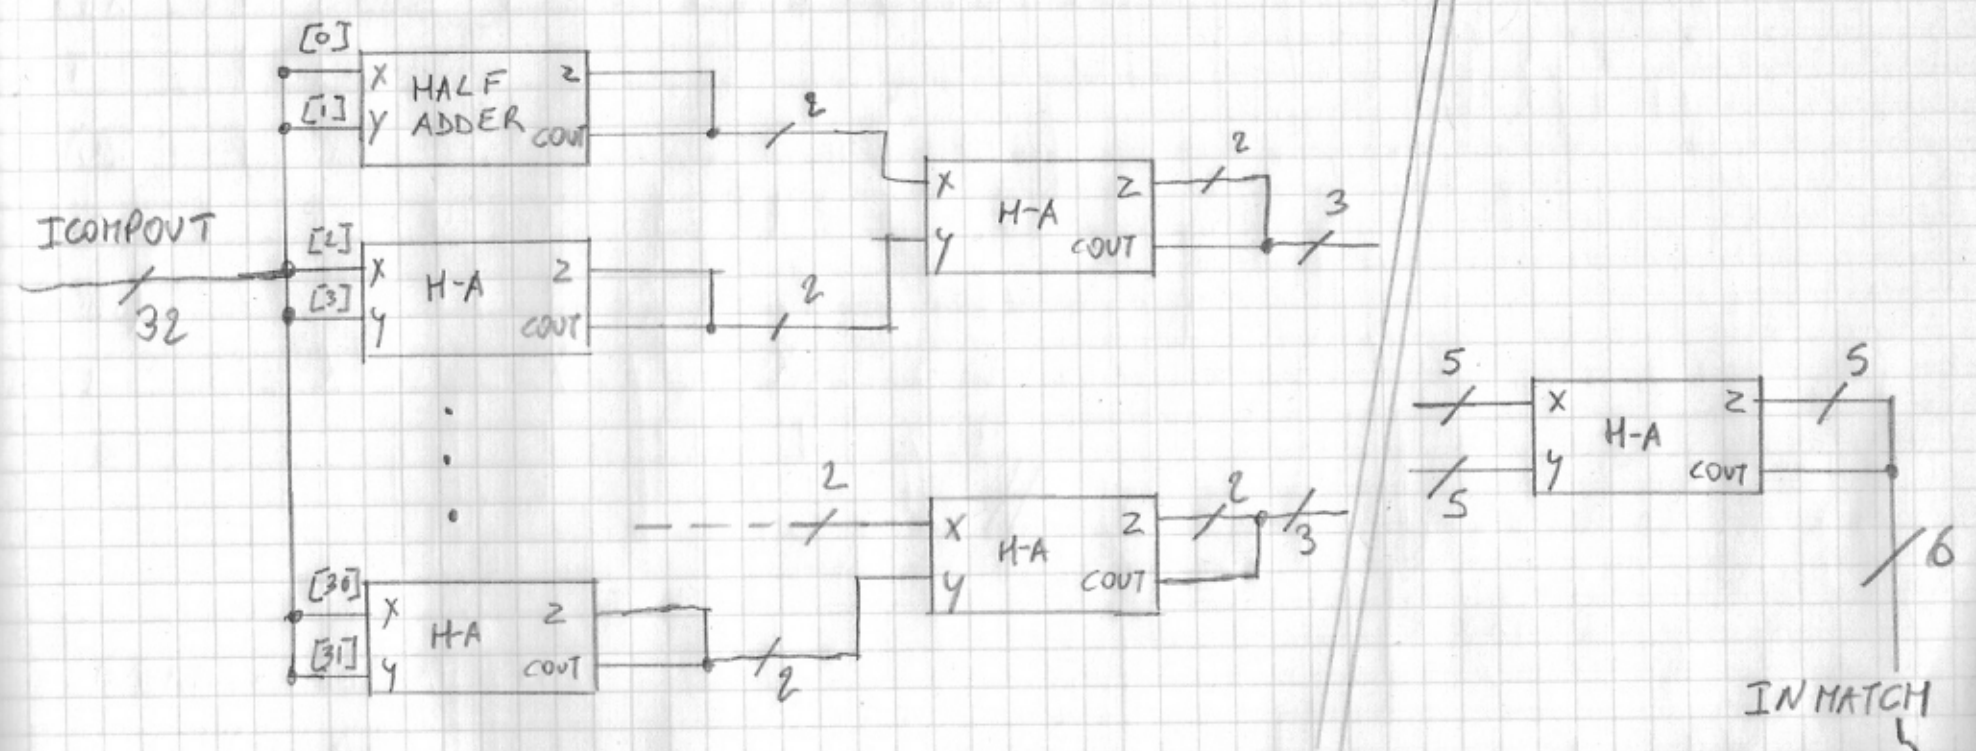 [0]
X HALF Z
[1]
Y ADDER COUT
2
X Z
H-A
Y COUT
2
3
ICOMPOUT
32
[2]
X H-A Z
[3]
Y COUT
2
5
X Z
H-A
Y COUT
5
5
6
2
X Z
H-A
Y COUT
2
3
[30]
X Z
H-A
[31]
Y COUT
2
INMATCH